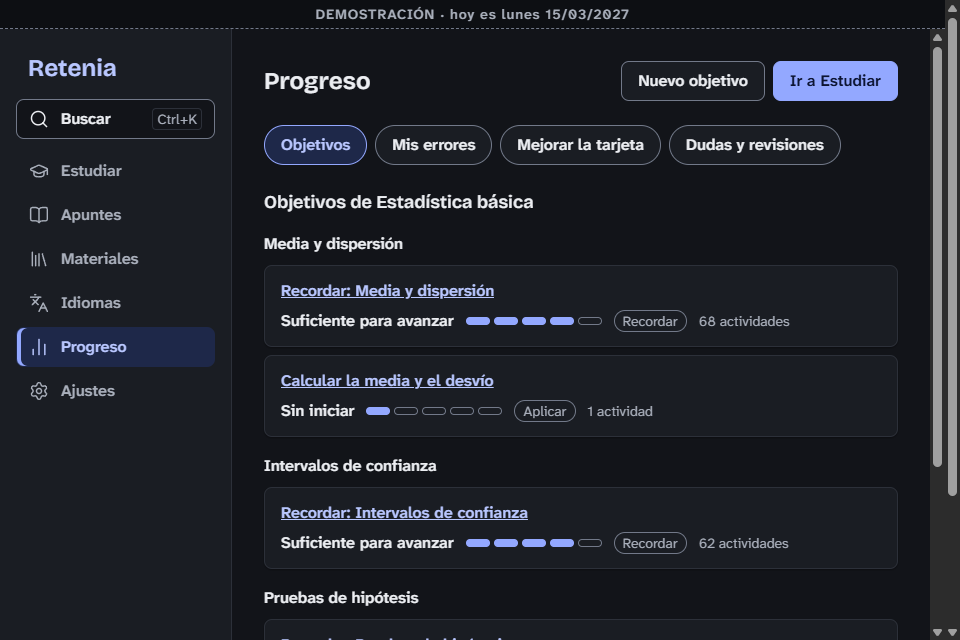 DEMOSTRACIÓN · hoy es lunes 15/03/2027
Retenia
Buscar Ctrl+K
Estudiar
Apuntes
Materiales
Idiomas
Progreso
Ajustes
Progreso
Nuevo objetivo
Ir a Estudiar
Objetivos
Mis errores
Mejorar la tarjeta
Dudas y revisiones
Objetivos de Estadística básica
Media y dispersión
Recordar: Media y dispersión
Suficiente para avanzar Recordar 68 actividades
Calcular la media y el desvío
Sin iniciar Aplicar 1 actividad
Intervalos de confianza
Recordar: Intervalos de confianza
Suficiente para avanzar Recordar 62 actividades
Pruebas de hipótesis